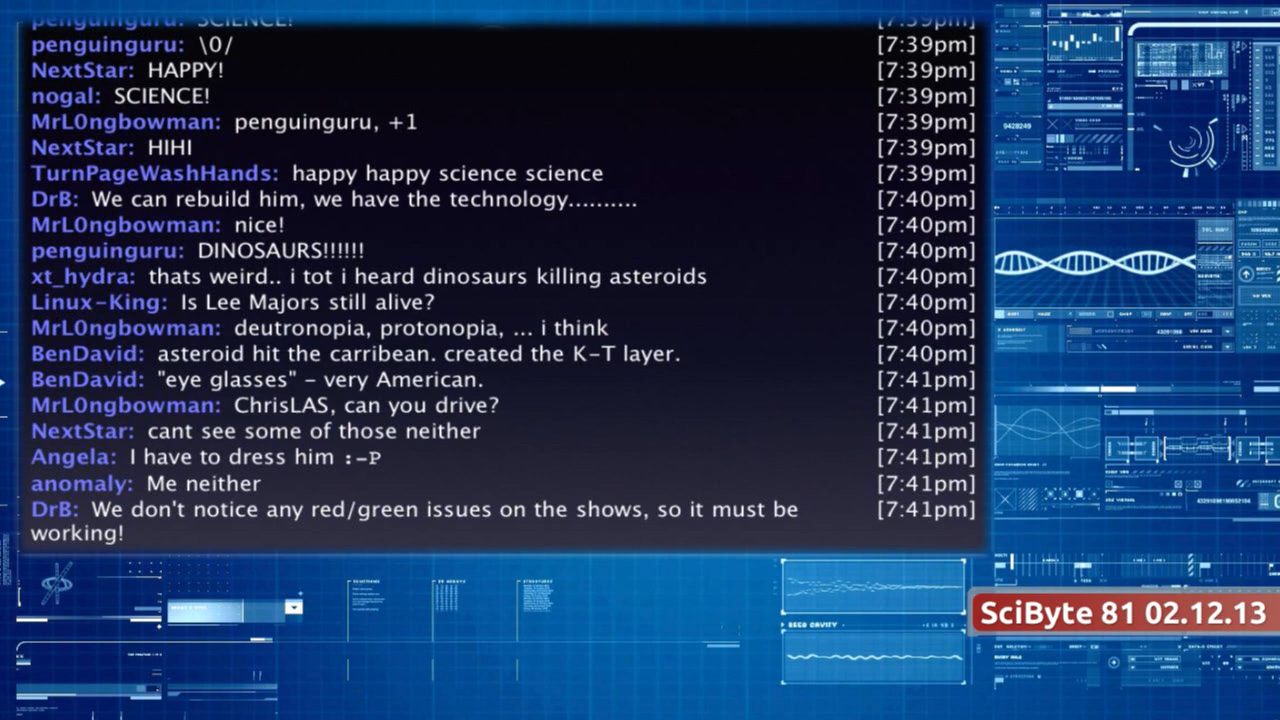 penguinguru: SCIENCE! [7:39pm]
penguinguru: \0/ [7:39pm]
NextStar: HAPPY! [7:39pm]
nogal: SCIENCE! [7:39pm]
MrL0ngbowman: penguinguru, +1 [7:39pm]
NextStar: HIHI [7:39pm]
TurnPageWashHands: happy happy science science [7:39pm]
DrB: We can rebuild him, we have the technology.......... [7:40pm]
MrL0ngbowman: nice! [7:40pm]
penguinguru: DINOSAURS!!!!!! [7:40pm]
xt_hydra: thats weird.. i tot i heard dinosaurs killing asteroids [7:40pm]
Linux-King: Is Lee Majors still alive? [7:40pm]
MrL0ngbowman: deutronopia, protonopia, ... i think [7:40pm]
BenDavid: asteroid hit the carribean. created the K-T layer. [7:40pm]
BenDavid: "eye glasses" - very American. [7:41pm]
MrL0ngbowman: ChrisLAS, can you drive? [7:41pm]
NextStar: cant see some of those neither [7:41pm]
Angela: I have to dress him :-P [7:41pm]
anomaly: Me neither [7:41pm]
DrB: We don't notice any red/green issues on the shows, so it must be [7:41pm]
working!
9428249
STRUCTURES
SciByte 81 02.12.13